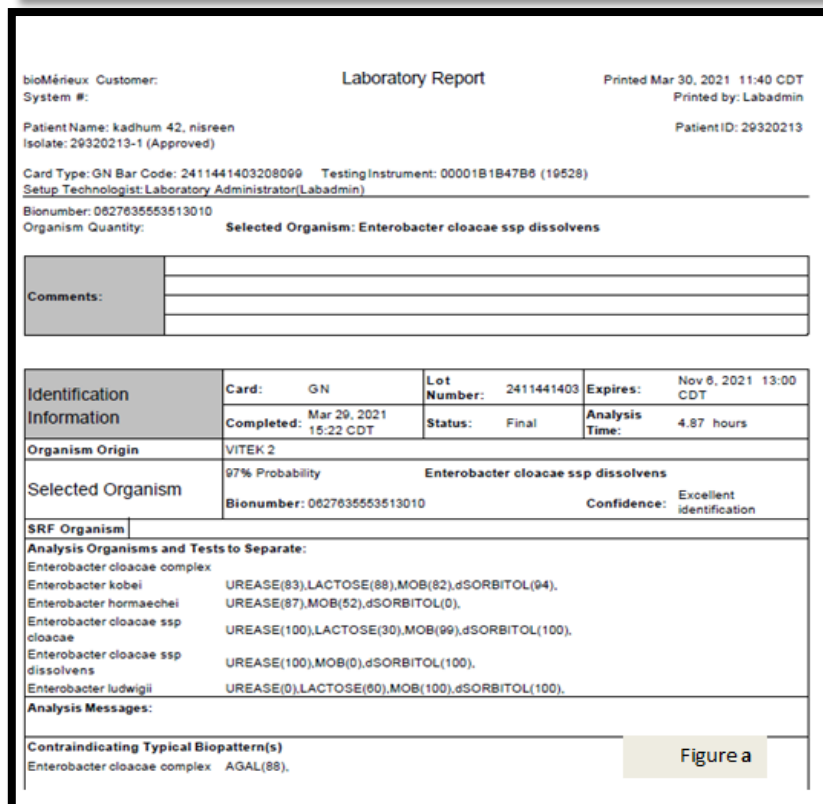 bioMérieux Customer: Laboratory Report Printed Mar 30, 2021 11:40 CDT
System #: Printed by: Labadmin
Patient Name: kadhum 42, nisreen Patient ID: 29320213
Isolate: 29320213-1 (Approved)
Card Type: GN Bar Code: 2411441403208099 Testing Instrument: 00001B1B47B6 (19528)
Setup Technologist: Laboratory Administrator(Labadmin)
Bionumber: 0627635553513010
Organism Quantity: Selected Organism: Enterobacter cloacae ssp dissolvens
Comments:
Identification Information
Card: GN Lot Number: 2411441403 Expires: Nov 6, 2021 13:00 CDT
Completed: Mar 29, 2021 15:22 CDT Status: Final Analysis Time: 4.87 hours
Organism Origin VITEK 2
Selected Organism
97% Probability Enterobacter cloacae ssp dissolvens
Bionumber: 0627635553513010 Confidence: Excellent identification
SRF Organism
Analysis Organisms and Tests to Separate:
Enterobacter cloacae complex
Enterobacter kobei UREASE(83),LACTOSE(88),MOB(82),dSORBITOL(94),
Enterobacter hormaechei UREASE(87),MOB(52),dSORBITOL(0),
Enterobacter cloacae ssp cloacae UREASE(100),LACTOSE(30),MOB(99),dSORBITOL(100),
Enterobacter cloacae ssp dissolvens UREASE(100),MOB(0),dSORBITOL(100),
Enterobacter ludwigii UREASE(0),LACTOSE(60),MOB(100),dSORBITOL(100),
Analysis Messages:
Contraindicating Typical Biopattern(s)
Enterobacter cloacae complex AGAL(88),
Figure a